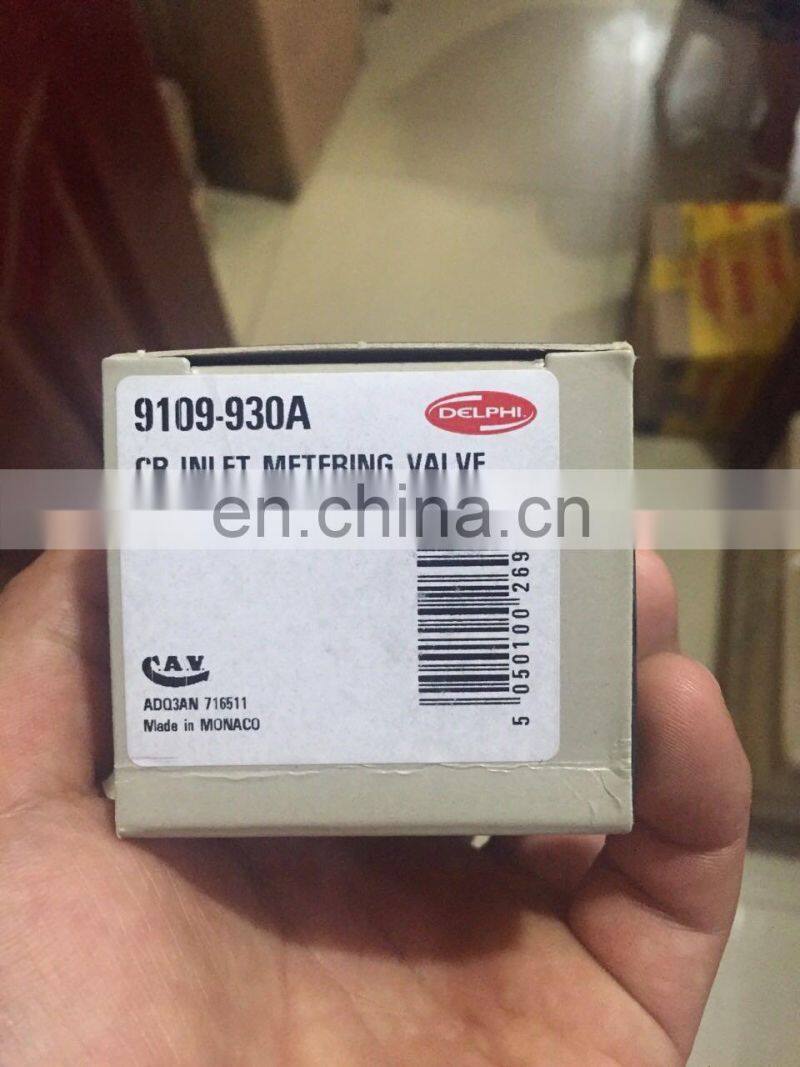 9109-930A
DELPHI
CR INLET METERING VALVE
en.china.cn
C.A.V.
ADQ3AN 716511
Made in MONACO
5 050100 269